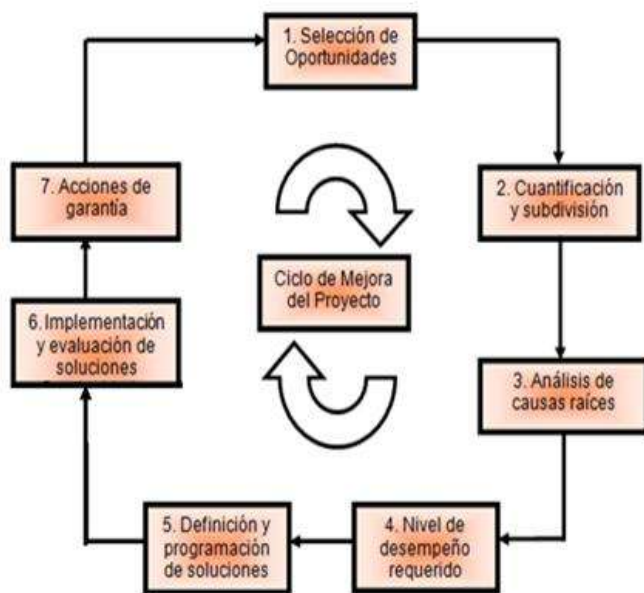 1. Selección de
Oportunidades
2. Cuantificación
y subdivisión
3. Análisis de
causas raíces
4. Nivel de
desempeño
requerido
5. Definición y
programación
de soluciones
6. Implementación
y evaluación de
soluciones
7. Acciones de
garantía
Ciclo de Mejora
del Proyecto